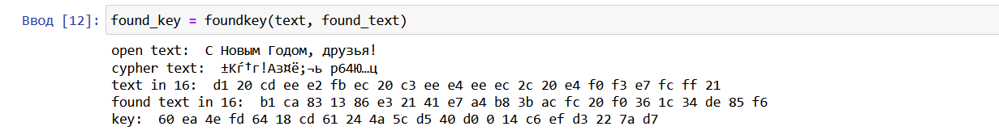 Ввод [12]: found_key = foundkey(text, found_text)
open text:  С Новым Годом, друзья!
cypher text:  ±Кѓ†г!Аз¤ё;¬ь р64Ю…ц
text in 16:  d1 20 cd ee e2 fb ec 20 c3 ee e4 ee ec 2c 20 e4 f0 f3 e7 fc ff 21
found text in 16:  b1 ca 83 13 86 e3 21 41 e7 a4 b8 3b ac fc 20 f0 36 1c 34 de 85 f6
key:  60 ea 4e fd 64 18 cd 61 24 4a 5c d5 40 d0 0 14 c6 ef d3 22 7a d7